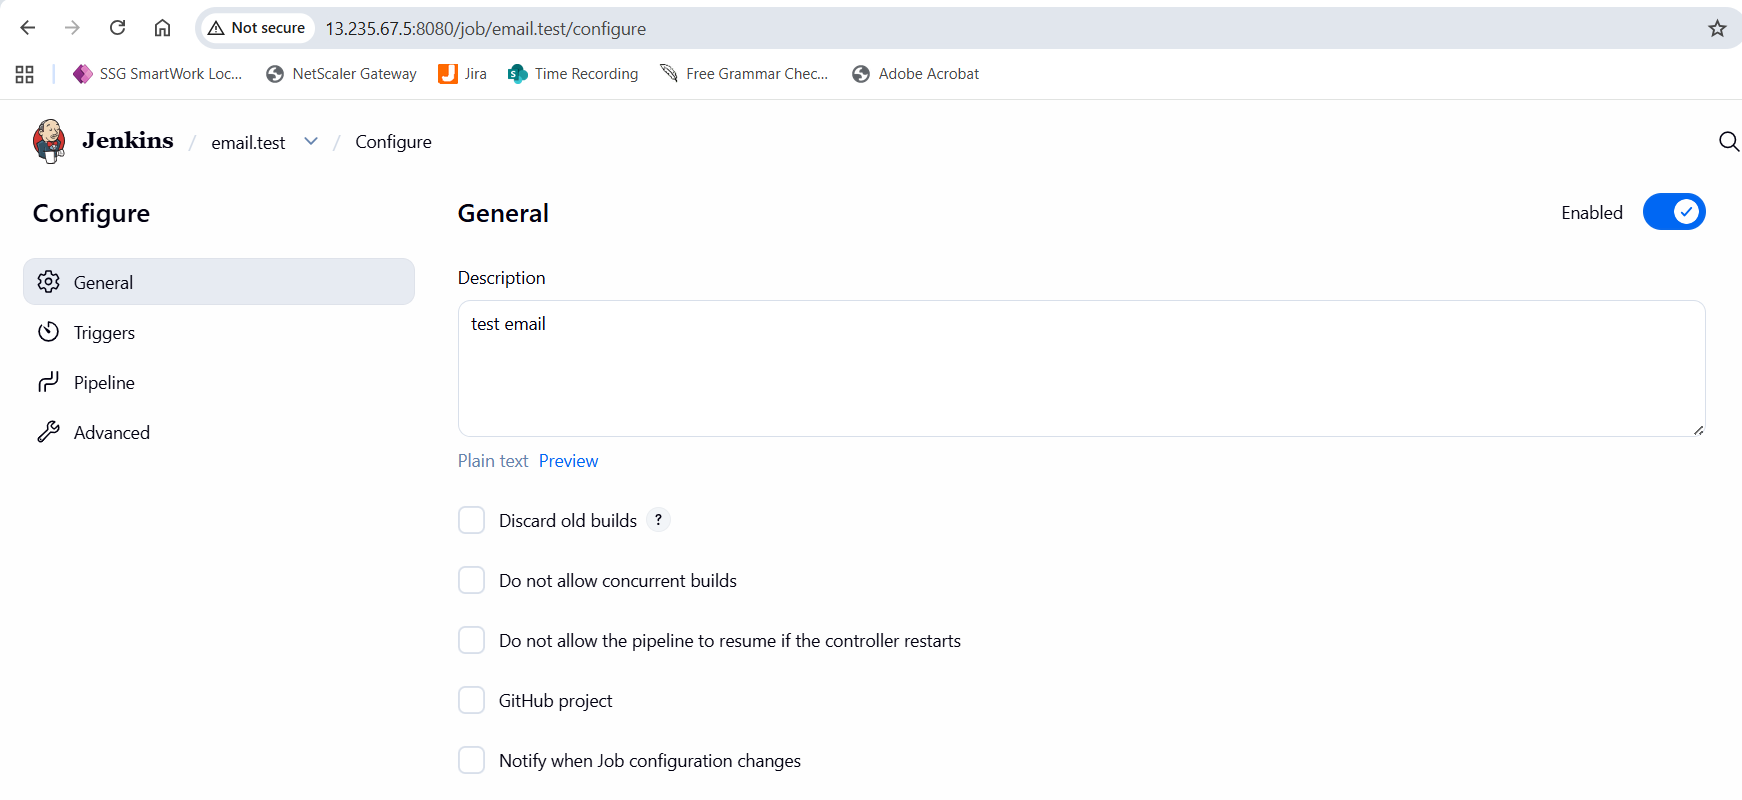 Not secure 13.235.67.5:8080/job/email.test/configure
SSG SmartWork Loc... NetScaler Gateway Jira Time Recording Free Grammar Chec... Adobe Acrobat
Jenkins / email.test / Configure
Configure
General
Triggers
Pipeline
Advanced
General
Enabled
Description
test email
Plain text Preview
Discard old builds ?
Do not allow concurrent builds
Do not allow the pipeline to resume if the controller restarts
GitHub project
Notify when Job configuration changes